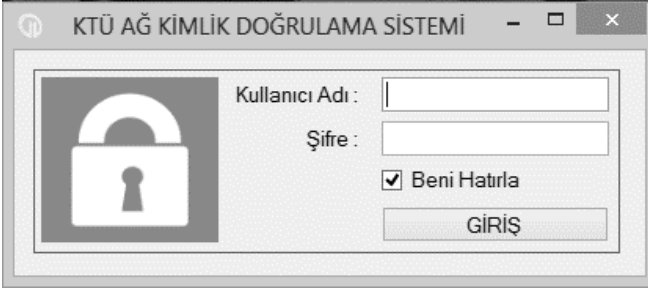 KTÜ AĞ KİMLİK DOĞRULAMA SİSTEMİ
Kullanıcı Adı :
Şifre :
Beni Hatırla
GİRİŞ